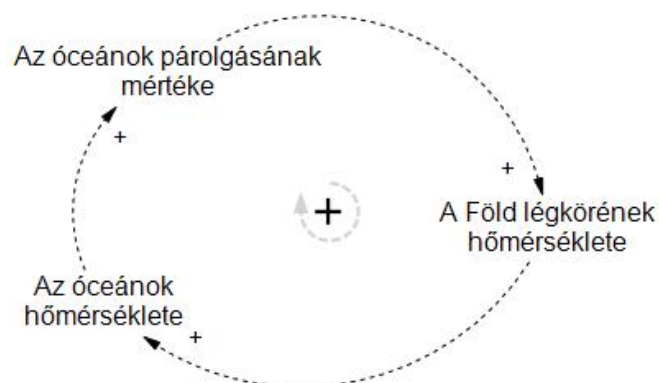 Az óceánok párolgásának
mértéke
+
+
+
A Föld légkörének
hőmérséklete
Az óceánok
hőmérséklete
+